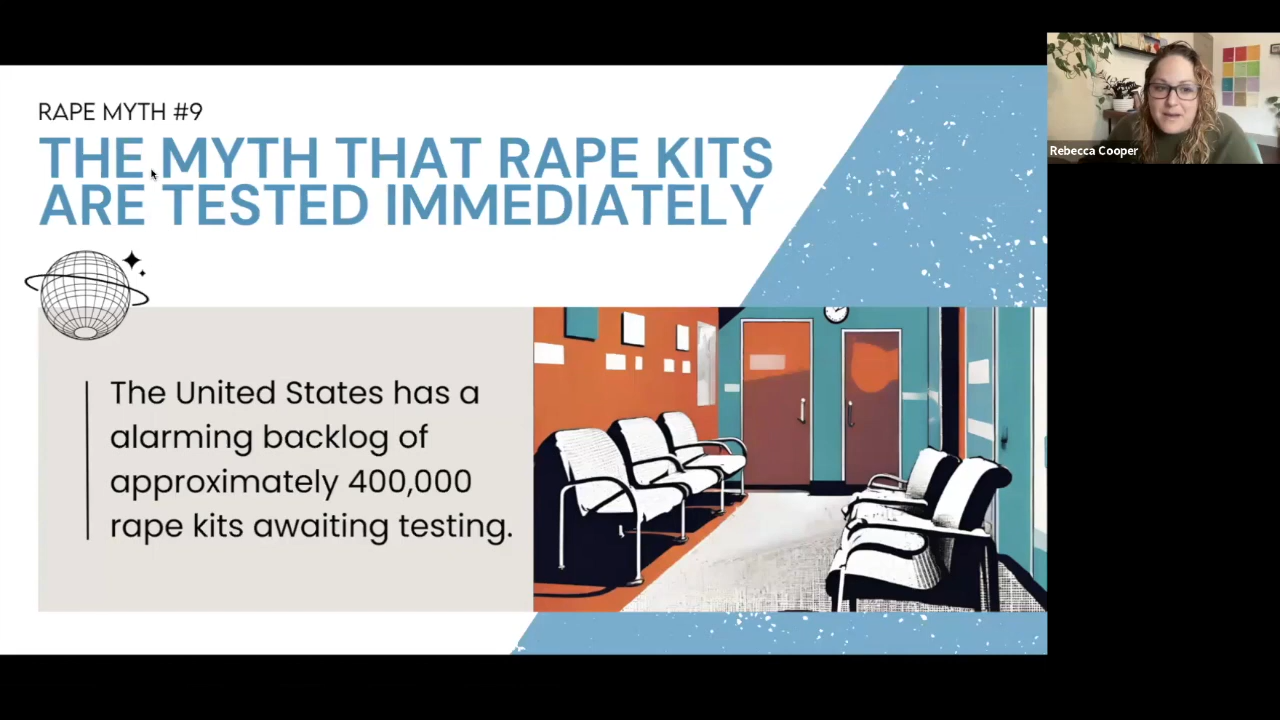 RAPE MYTH #9
THE MYTH THAT RAPE KITS
ARE TESTED IMMEDIATELY
The United States has a
alarming backlog of
approximately 400,000
rape kits awaiting testing.
Rebecca Cooper